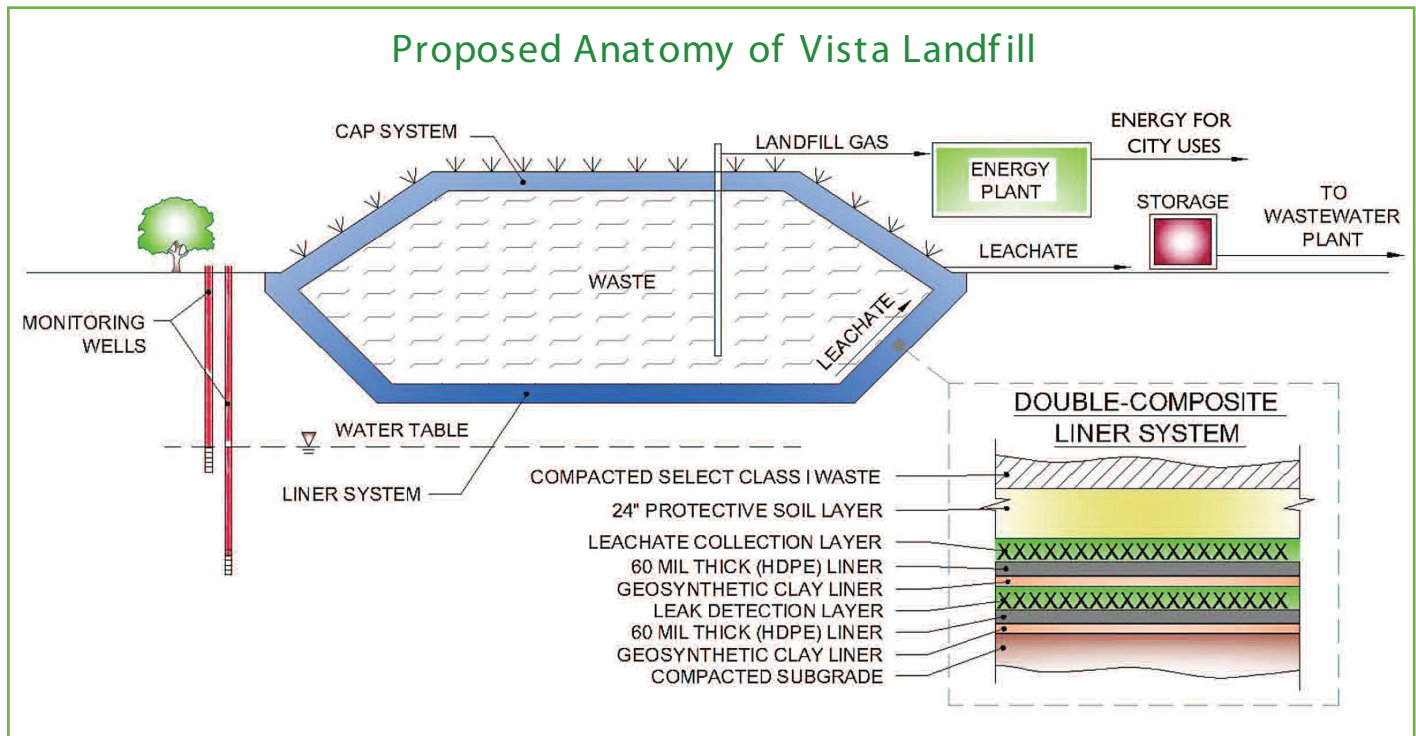 Proposed Anatomy of Vista Landfill
CAP SYSTEM
LANDFILL GAS
ENERGY
PLANT
ENERGY FOR
CITY USES
STORAGE
TO
WASTEWATER
PLANT
LEACHATE
WASTE
LEACHATE
MONITORING
WELLS
WATER TABLE
LINER SYSTEM
DOUBLE-COMPOSITE
LINER SYSTEM
COMPACTED SELECT CLASS I WASTE
24" PROTECTIVE SOIL LAYER
LEACHATE COLLECTION LAYER
60 MIL THICK (HDPE) LINER
GEOSYNTHETIC CLAY LINER
LEAK DETECTION LAYER
60 MIL THICK (HDPE) LINER
GEOSYNTHETIC CLAY LINER
COMPACTED SUBGRADE